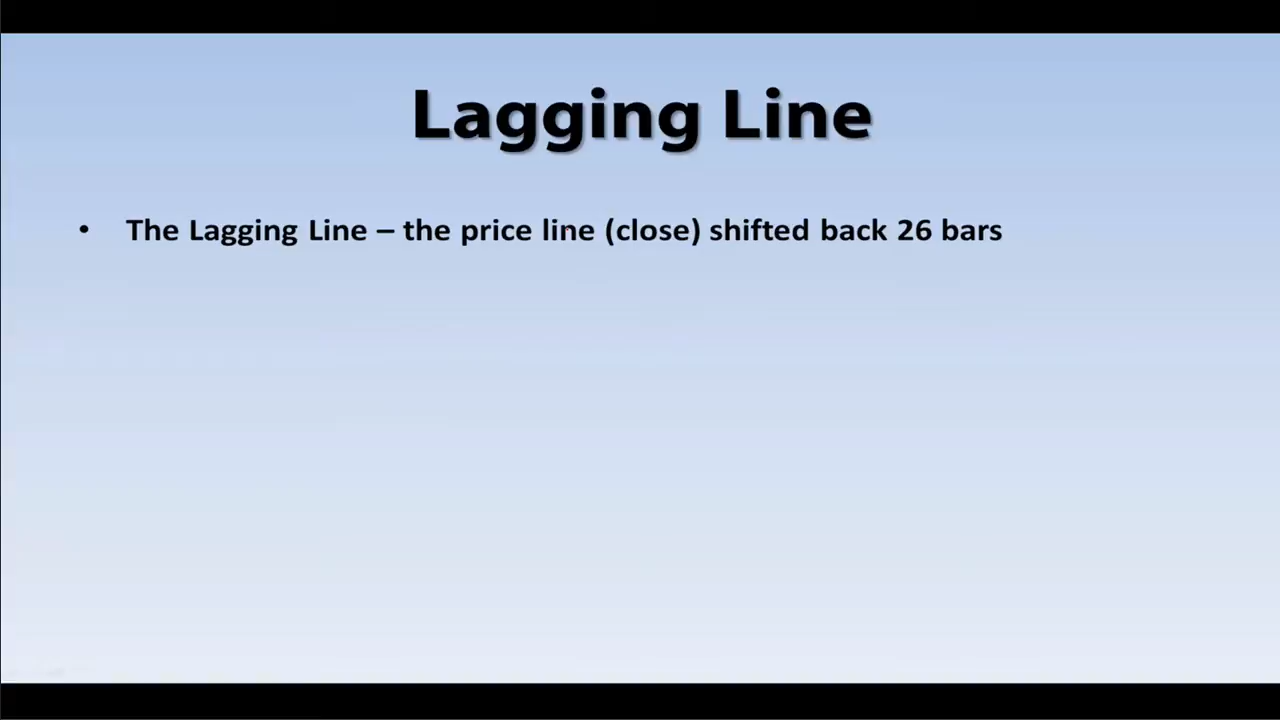 Lagging Line
• The Lagging Line – the price line (close) shifted back 26 bars